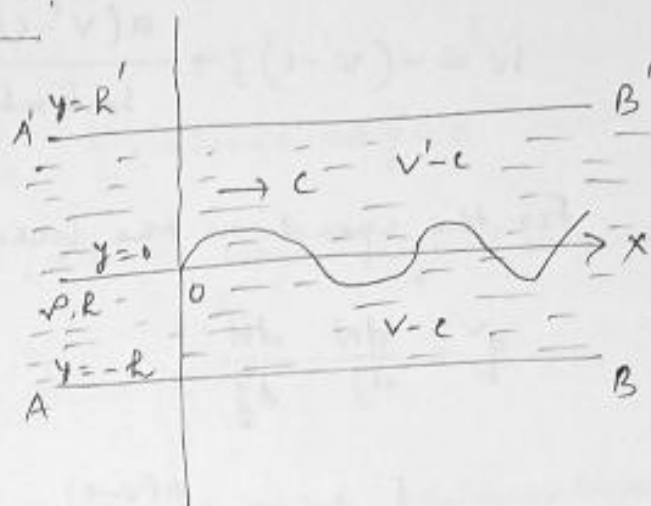 y=h'
A'
B'
v'-c
→ c
y=0
x
ρ,h
O
v-c
y=-h
A
B